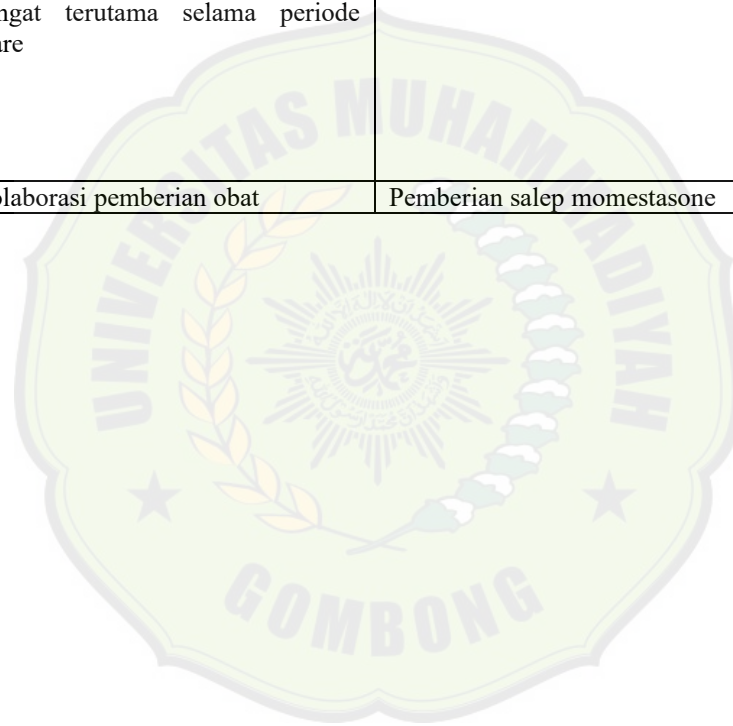 ngat terutama selama periode
are
olaborasi pemberian obat
Pemberian salep momestasone
UNIVERSITAS MUHAMMADIYAH
GOMBONG